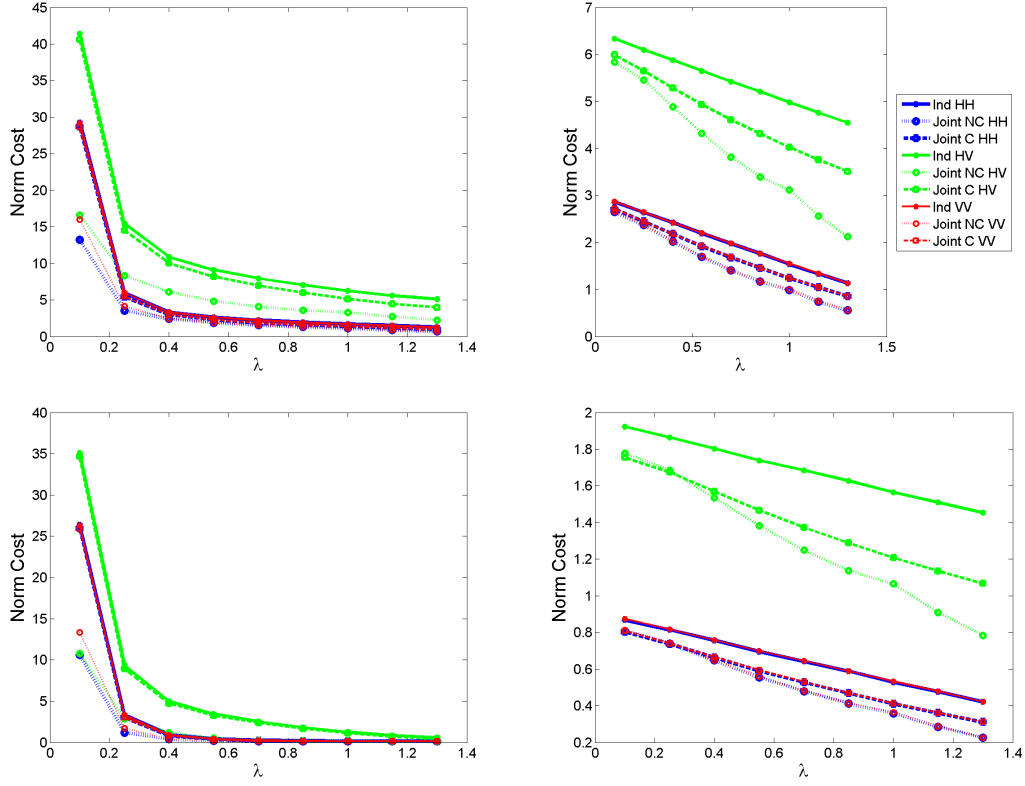 45
40
35
30
25
20
15
10
5
0
Norm Cost
0 0.2 0.4 0.6 0.8 1 1.2 1.4
λ
7
6
5
4
3
2
1
0
Norm Cost
0 0.5 1 1.5
λ
Ind HH
Joint NC HH
Joint C HH
Ind HV
Joint NC HV
Joint C HV
Ind VV
Joint NC VV
Joint C VV
40
35
30
25
20
15
10
5
0
Norm Cost
0 0.2 0.4 0.6 0.8 1 1.2 1.4
λ
2
1.8
1.6
1.4
1.2
1
0.8
0.6
0.4
0.2
Norm Cost
0 0.2 0.4 0.6 0.8 1 1.2 1.4
λ